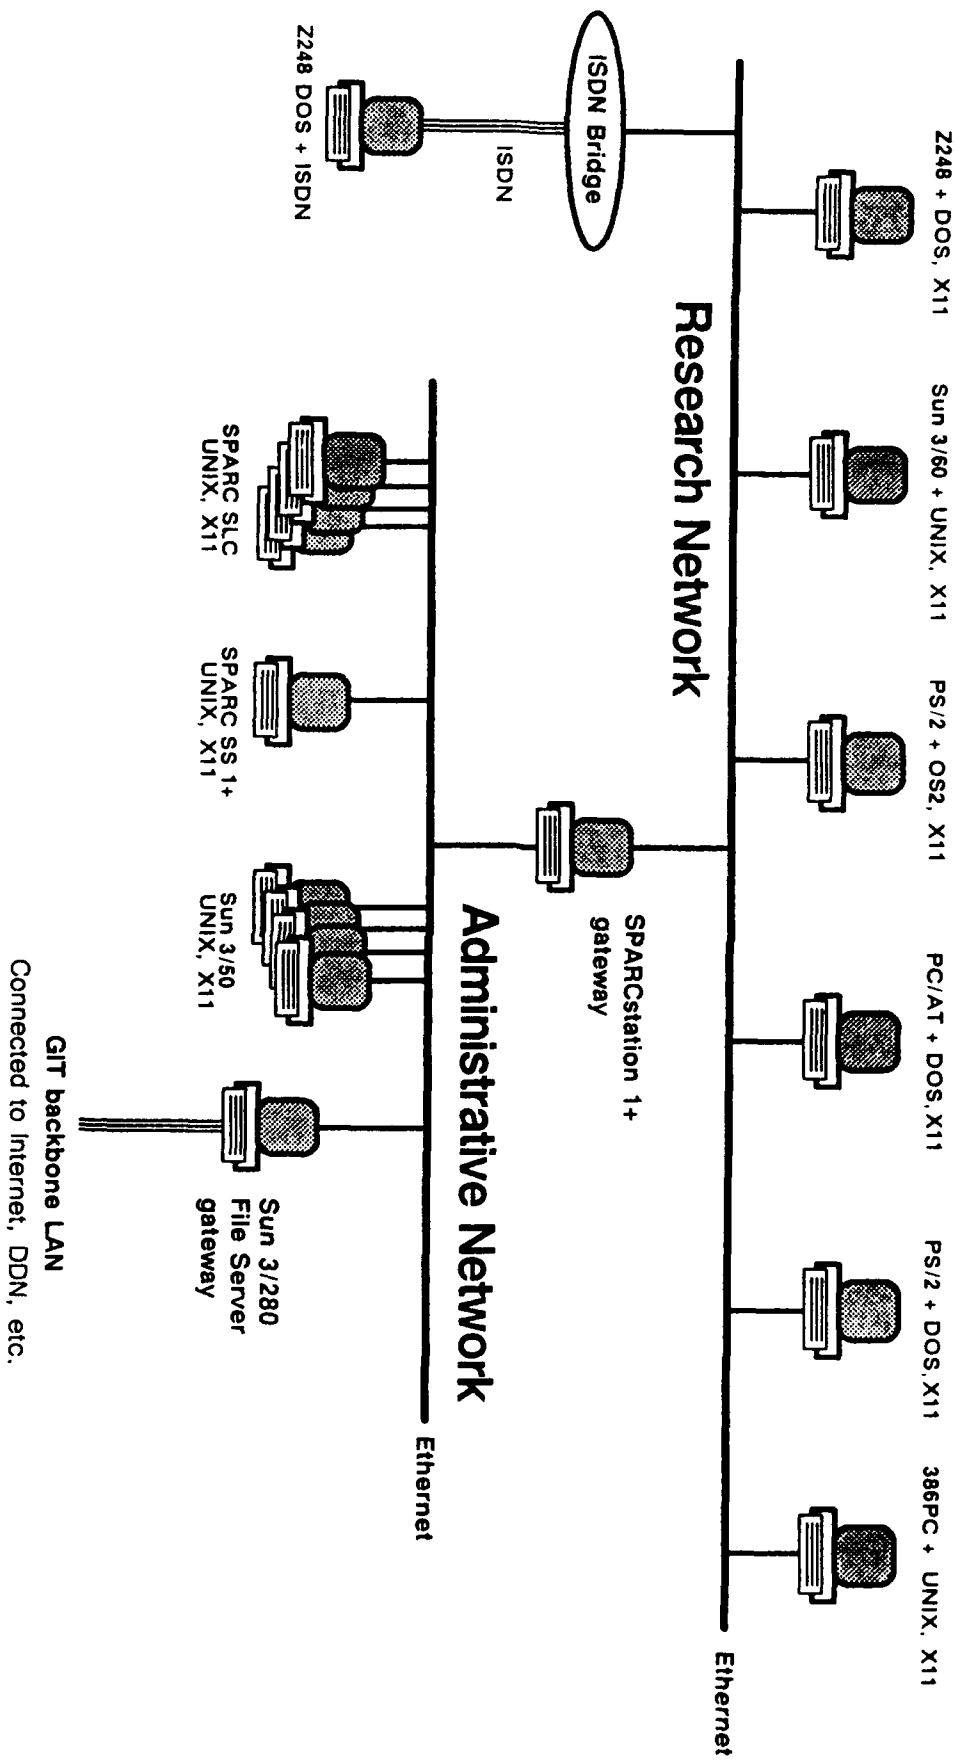 Z248 + DOS, X11
Sun 3/60 + UNIX, X11
PS/2 + OS2, X11
PC/AT + DOS, X11
PS/2 + DOS, X11
386PC + UNIX, X11
Ethernet
Research Network
ISDN Bridge
ISDN
Z248 DOS + ISDN
SPARCstation 1+
gateway
Administrative Network
Ethernet
SPARC SLC
UNIX, X11
SPARC SS 1+
UNIX, X11
Sun 3/50
UNIX, X11
Sun 3/280
File Server
gateway
GIT backbone LAN
Connected to Internet, DDN, etc.